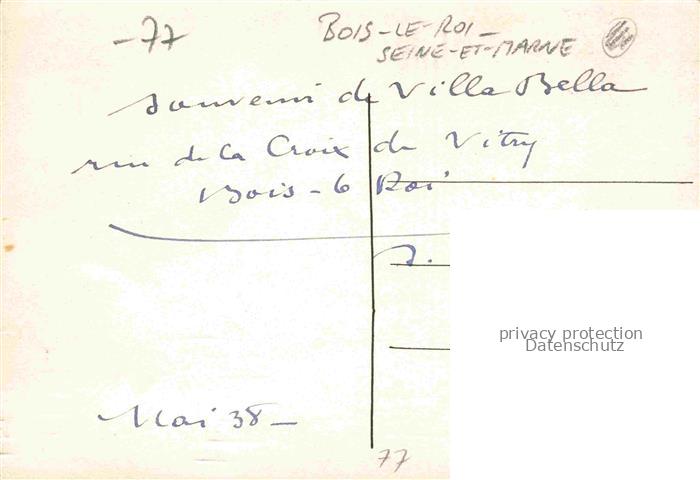 -77
BOIS-LE-ROI-
SEINE-ET-MARNE
Souvenir de Villa Bella
rue de la Croix de Vitry
Bois-le Roi
privacy protection
Datenschutz
Mai 38-
77